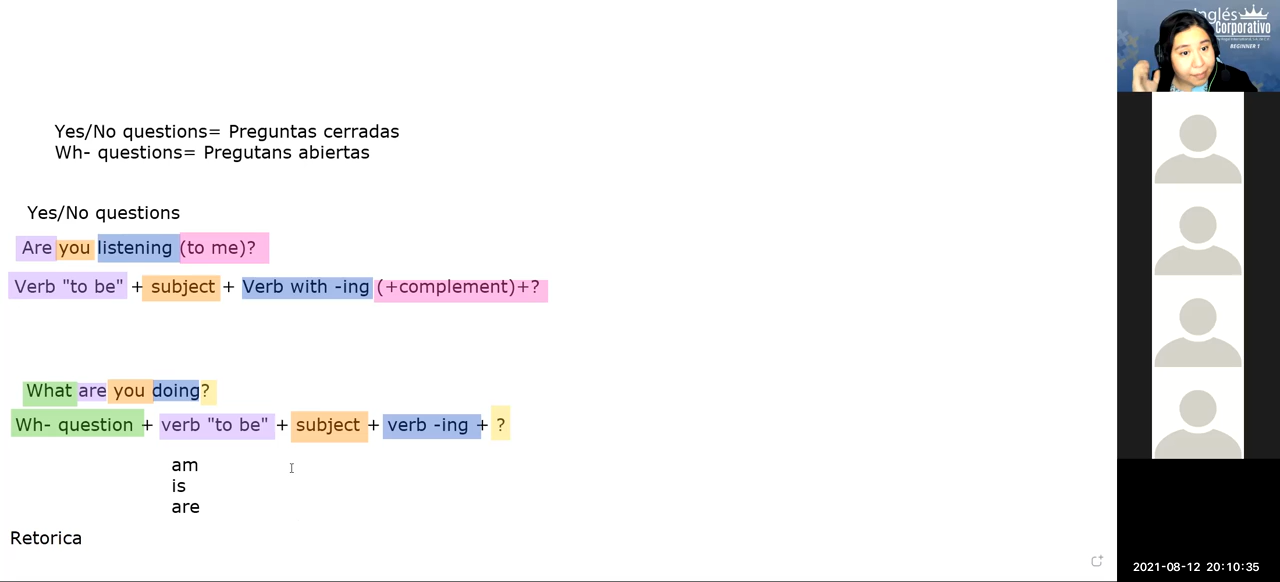 Yes/No questions= Preguntas cerradas
Wh- questions= Pregutans abiertas
Yes/No questions
Are you listening (to me)?
Verb "to be" + subject + Verb with -ing (+complement)+?
What are you doing?
Wh- question + verb "to be" + subject + verb -ing + ?
am
is
are
Retorica
Inglés
Corporativo
BEGINNER 1
2021-08-12 20:10:35